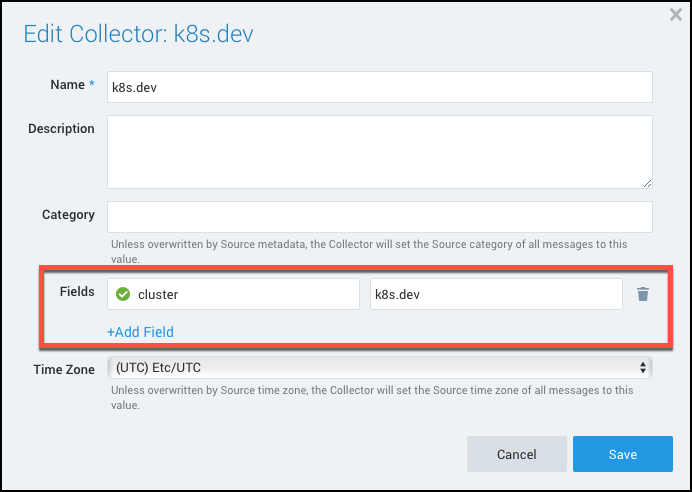 Edit Collector: k8s.dev
Name *
k8s.dev
Description
Category
Unless overwritten by Source metadata, the Collector will set the Source category of all messages to this
value.
Fields
cluster
k8s.dev
+Add Field
Time Zone
(UTC) Etc/UTC
Unless overwritten by Source time zone, the Collector will set the Source time zone of all messages to this
value.
Cancel
Save